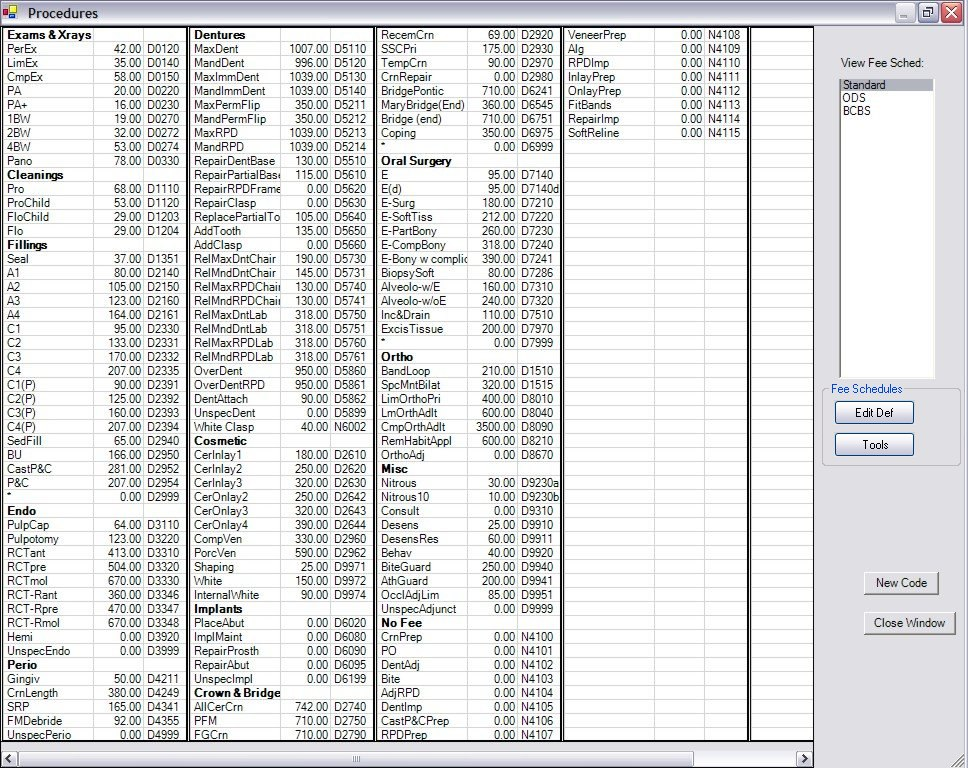 Procedures
Exams & Xrays
PerEx 42.00 D0120
LimEx 35.00 D0140
CmpEx 58.00 D0150
PA 20.00 D0220
PA+ 16.00 D0230
1BW 19.00 D0270
2BW 32.00 D0272
4BW 53.00 D0274
Pano 78.00 D0330
Cleanings
Pro 68.00 D1110
ProChild 53.00 D1120
FloChild 29.00 D1203
Flo 29.00 D1204
Fillings
Seal 37.00 D1351
A1 80.00 D2140
A2 105.00 D2150
A3 123.00 D2160
A4 164.00 D2161
C1 95.00 D2330
C2 133.00 D2331
C3 170.00 D2332
C4 207.00 D2335
C1(P) 90.00 D2391
C2(P) 125.00 D2392
C3(P) 160.00 D2393
C4(P) 207.00 D2394
SedFill 65.00 D2940
BU 166.00 D2950
CastP&C 281.00 D2952
P&C 207.00 D2954
* 0.00 D2999
Endo
PulpCap 64.00 D3110
Pulpotomy 123.00 D3220
RCTant 413.00 D3310
RCTpre 504.00 D3320
RCTmol 670.00 D3330
RCT-Rant 360.00 D3346
RCT-Rpre 470.00 D3347
RCT-Rmol 670.00 D3348
Hemi 0.00 D3920
UnspecEndo 0.00 D3999
Perio
Gingiv 50.00 D4211
CrnLength 380.00 D4249
SRP 165.00 D4341
FMDebride 92.00 D4355
UnspecPerio 0.00 D4999
Dentures
MaxDent 1007.00 D5110
MandDent 996.00 D5120
MaxImmDent 1039.00 D5130
MandImmDent 1039.00 D5140
MaxPermFlip 350.00 D5211
MandPermFlip 350.00 D5212
MaxRPD 1039.00 D5213
MandRPD 1039.00 D5214
RepairDentBase 130.00 D5510
RepairPartialBase 115.00 D5610
RepairRPDFrame 0.00 D5620
RepairClasp 0.00 D5630
ReplacePartialTo 105.00 D5640
AddTooth 135.00 D5650
AddClasp 0.00 D5660
RelMaxDntChair 190.00 D5730
RelMndDntChair 145.00 D5731
RelMaxRPDChair 130.00 D5740
RelMndRPDChair 130.00 D5741
RelMaxDntLab 318.00 D5750
RelMndDntLab 318.00 D5751
RelMaxRPDLab 318.00 D5760
RelMndRPDLab 318.00 D5761
OverDent 950.00 D5860
OverDentRPD 950.00 D5861
DentAttach 90.00 D5862
UnspecDent 0.00 D5899
White Clasp 40.00 N6002
Cosmetic
CerInlay1 180.00 D2610
CerInlay2 250.00 D2620
CerInlay3 320.00 D2630
CerOnlay2 250.00 D2642
CerOnlay3 320.00 D2643
CerOnlay4 390.00 D2644
CompVen 330.00 D2960
PorcVen 590.00 D2962
Shaping 25.00 D9971
White 150.00 D9972
InternalWhite 90.00 D9974
Implants
PlaceAbut 0.00 D6020
ImplMaint 0.00 D6080
RepairProsth 0.00 D6090
RepairAbut 0.00 D6095
UnspecImpl 0.00 D6199
Crown & Bridge
AllCerCrn 742.00 D2740
PFM 710.00 D2750
FGCrn 710.00 D2790
RecemCrn 69.00 D2920
SSCPri 175.00 D2930
TempCrn 90.00 D2970
CrnRepair 0.00 D2980
BridgePontic 710.00 D6241
MaryBridge(End) 360.00 D6545
Bridge (end) 710.00 D6751
Coping 350.00 D6975
* 0.00 D6999
Oral Surgery
E 95.00 D7140
E(d) 95.00 D7140d
E-Surg 180.00 D7210
E-SoftTiss 212.00 D7220
E-PartBony 260.00 D7230
E-CompBony 318.00 D7240
E-Bony w complic 390.00 D7241
BiopsySoft 80.00 D7286
Alveolo-w/E 160.00 D7310
Alveolo-w/oE 240.00 D7320
Inc&Drain 110.00 D7510
ExcisTissue 200.00 D7970
* 0.00 D7999
Ortho
BandLoop 210.00 D1510
SpcMntBilat 320.00 D1515
LimOrthoPri 400.00 D8010
LmOrthAdlt 600.00 D8040
CmpOrthAdlt 3500.00 D8090
RemHabitAppl 600.00 D8210
OrthoAdj 0.00 D8670
Misc
Nitrous 30.00 D9230a
Nitrous10 10.00 D9230b
Consult 0.00 D9310
Desens 25.00 D9910
DesensRes 60.00 D9911
Behav 40.00 D9920
BiteGuard 250.00 D9940
AthGuard 200.00 D9941
OcclAdjLim 85.00 D9951
UnspecAdjunct 0.00 D9999
No Fee
CrnPrep 0.00 N4100
PO 0.00 N4101
DentAdj 0.00 N4102
Bite 0.00 N4103
AdjRPD 0.00 N4104
DentImp 0.00 N4105
CastP&CPrep 0.00 N4106
RPDPrep 0.00 N4107
VeneerPrep 0.00 N4108
Alg 0.00 N4109
RPDImp 0.00 N4110
InlayPrep 0.00 N4111
OnlayPrep 0.00 N4112
FitBands 0.00 N4113
RepairImp 0.00 N4114
SoftReline 0.00 N4115
View Fee Sched:
Standard
ODS
BCBS
Fee Schedules
Edit Def
Tools
New Code
Close Window